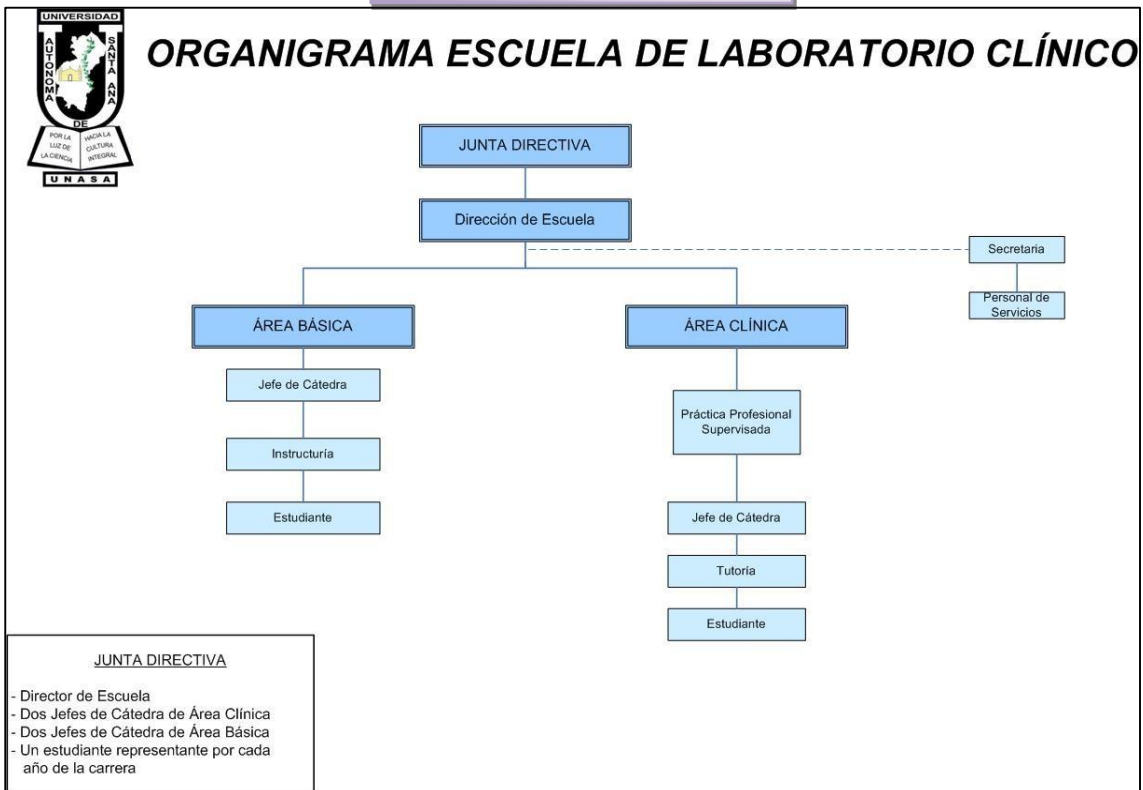 UNIVERSIDAD
AUTONOMA
SANTA ANA
DE
POR LA
LUZ DE
LA CIENCIA
HACIA LA
CULTURA
INTEGRAL
UNASA
ORGANIGRAMA ESCUELA DE LABORATORIO CLÍNICO
JUNTA DIRECTIVA
Dirección de Escuela
Secretaria
Personal de
Servicios
ÁREA BÁSICA
ÁREA CLÍNICA
Jefe de Cátedra
Instructuría
Estudiante
Práctica Profesional
Supervisada
Jefe de Cátedra
Tutoría
Estudiante
JUNTA DIRECTIVA
- Director de Escuela
- Dos Jefes de Cátedra de Área Clínica
- Dos Jefes de Cátedra de Área Básica
- Un estudiante representante por cada
año de la carrera